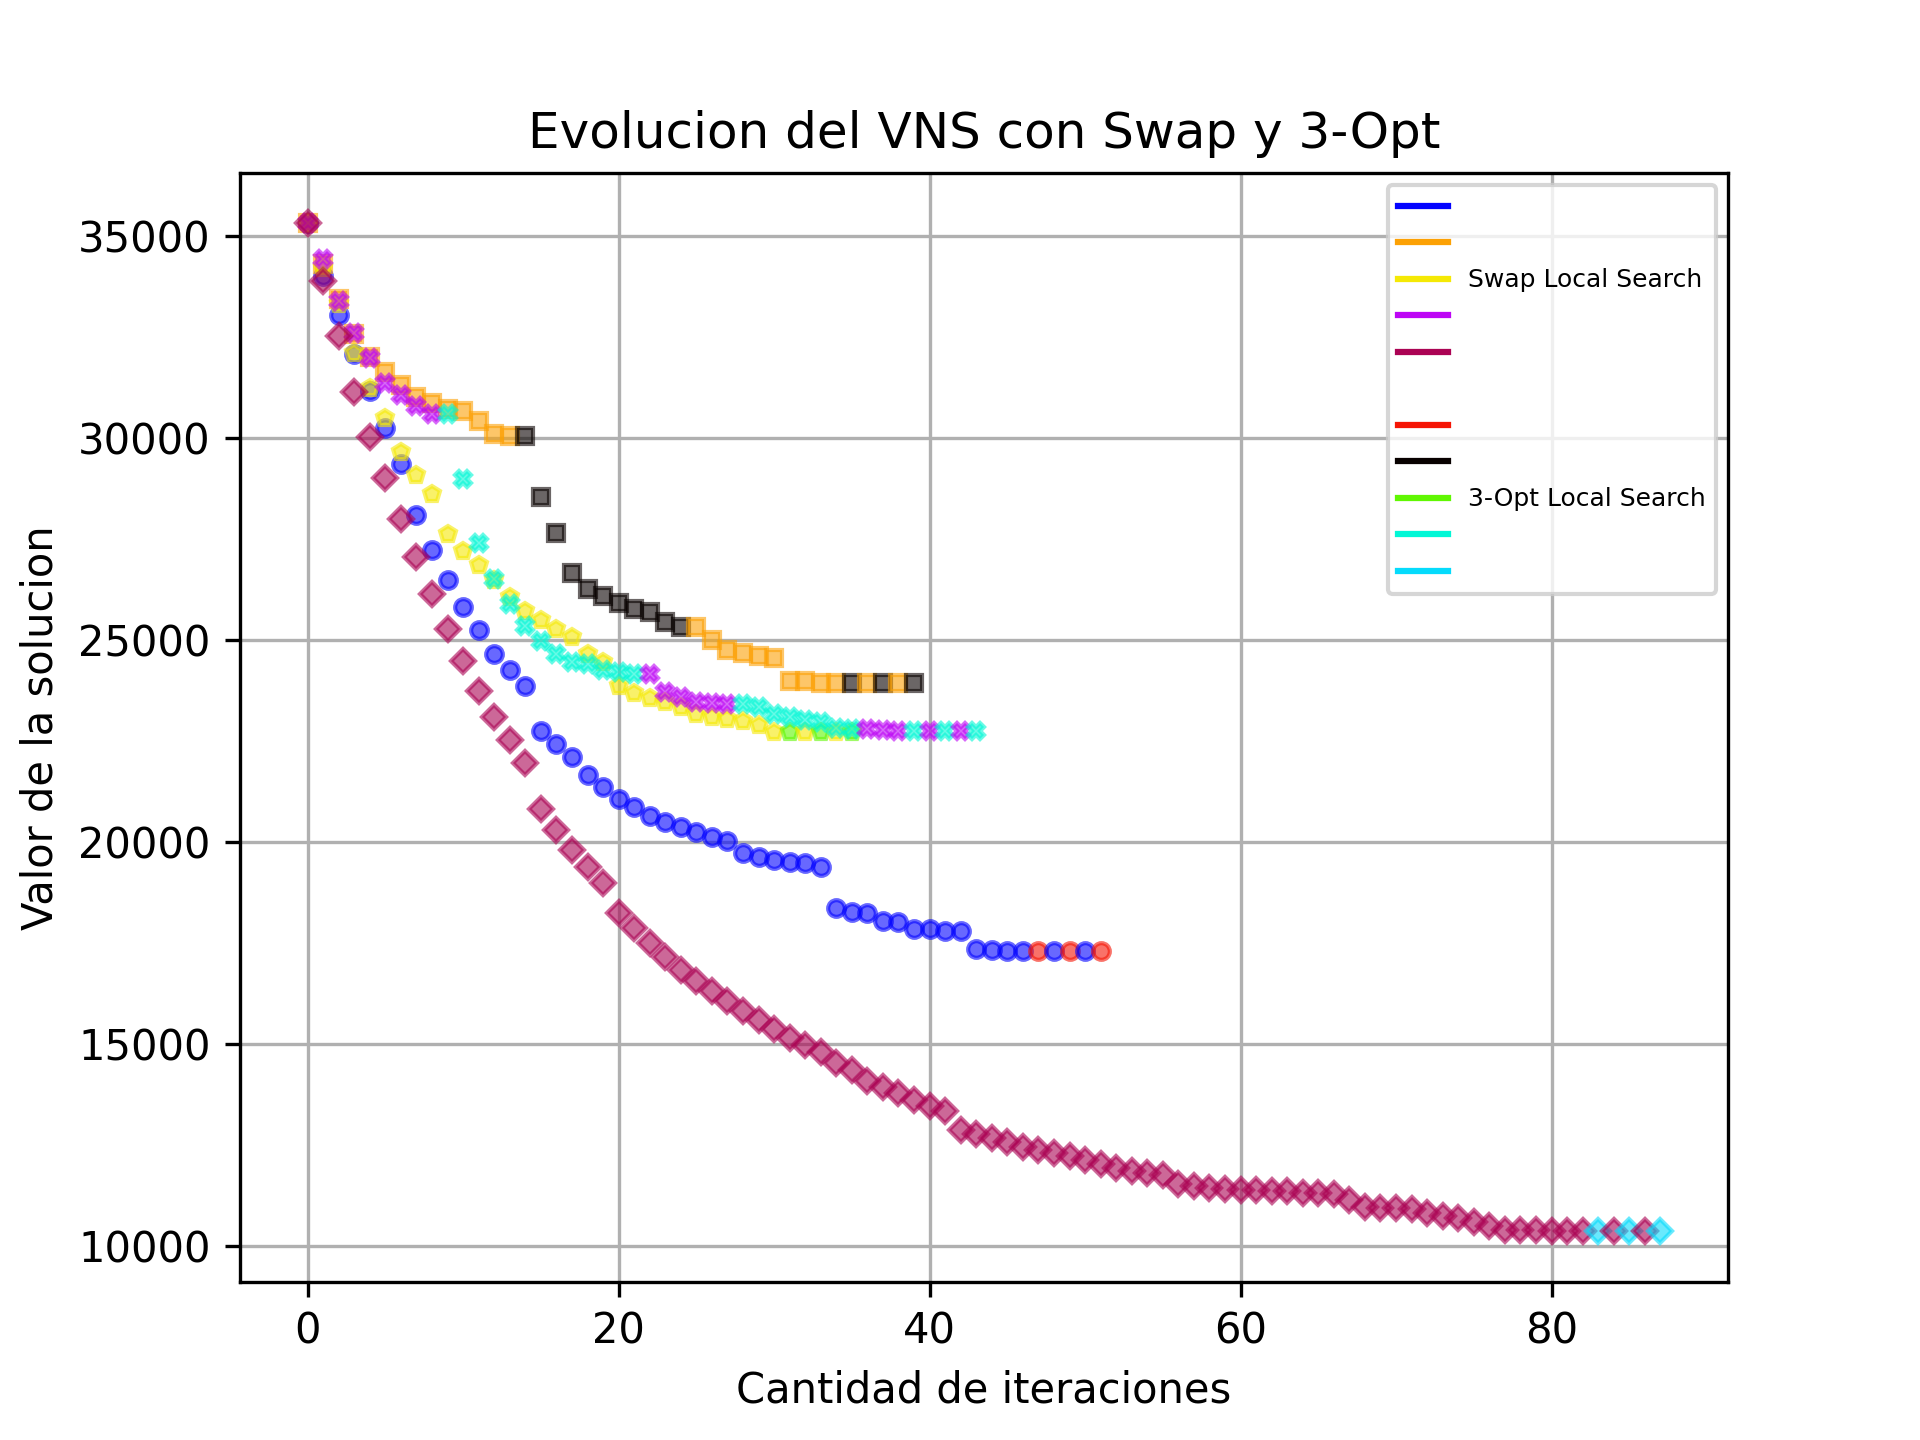 Evolucion del VNS con Swap y 3-Opt
35000
30000
25000
20000
15000
10000
Valor de la solucion
Swap Local Search
3-Opt Local Search
0 20 40 60 80
Cantidad de iteraciones